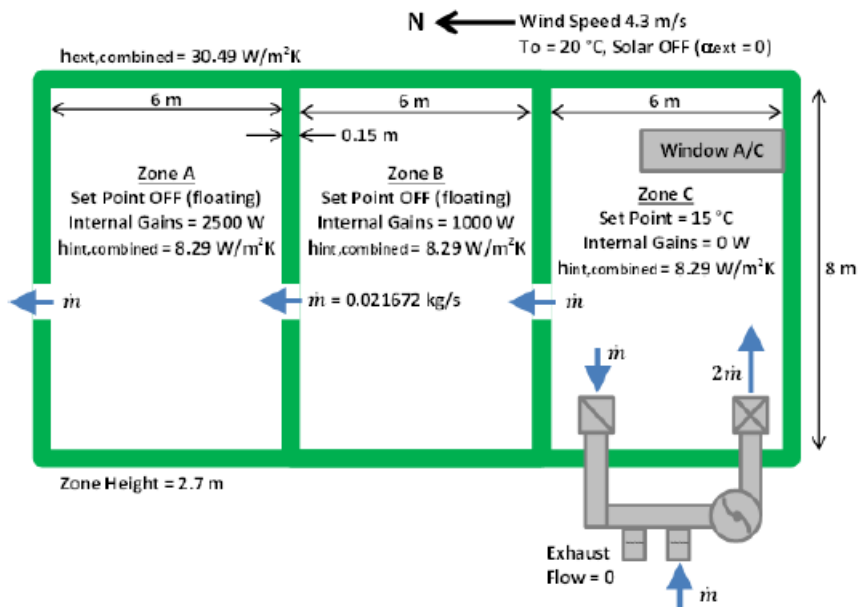 N
Wind Speed 4.3 m/s
To = 20 °C, Solar OFF (αext = 0)
hext,combined = 30.49 W/m²K
6 m
6 m
6 m
0.15 m
Window A/C
Zone A
Set Point OFF (floating)
Internal Gains = 2500 W
hint,combined = 8.29 W/m²K
Zone B
Set Point OFF (floating)
Internal Gains = 1000 W
hint,combined = 8.29 W/m²K
Zone C
Set Point = 15 °C
Internal Gains = 0 W
hint,combined = 8.29 W/m²K
8 m
ṁ
ṁ = 0.021672 kg/s
ṁ
ṁ
2ṁ
Zone Height = 2.7 m
Exhaust
Flow = 0
ṁ